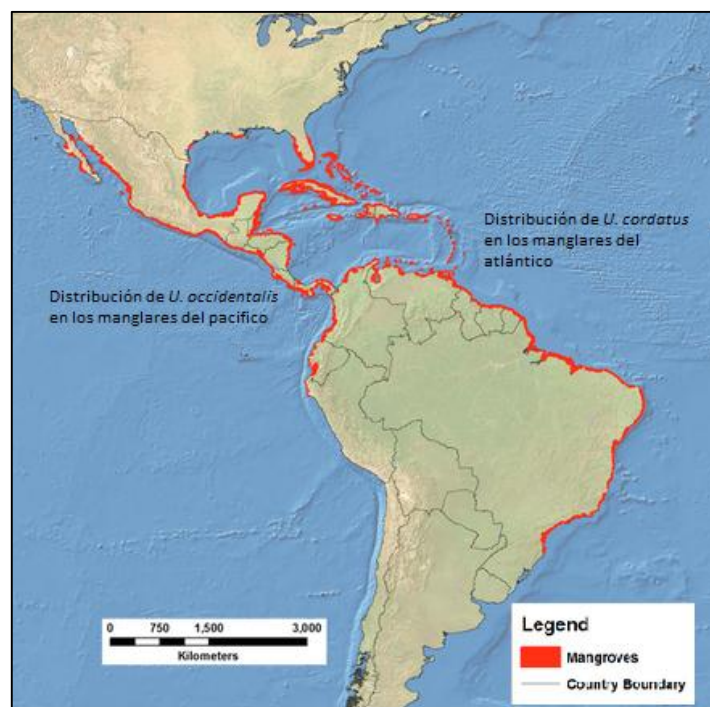 Distribución de U. cordatus
en los manglares del
atlántico
Distribución de U. occidentalis
en los manglares del pacifico
0 750 1,500 3,000
Kilometers
Legend
Mangroves
Country Boundary